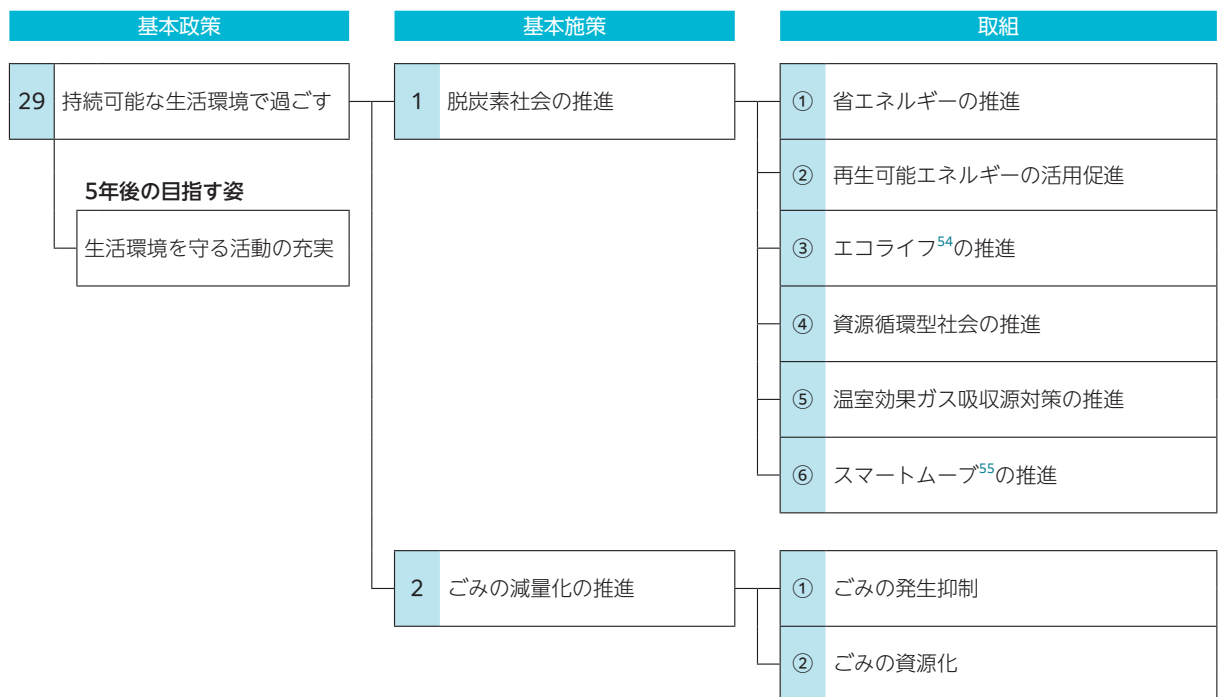 基本政策
基本施策
取組
29 持続可能な生活環境で過ごす
5年後の目指す姿
生活環境を守る活動の充実
1 脱炭素社会の推進
① 省エネルギーの推進
② 再生可能エネルギーの活用促進
③ エコライフ54の推進
④ 資源循環型社会の推進
⑤ 温室効果ガス吸収源対策の推進
⑥ スマートムーブ55の推進
2 ごみの減量化の推進
① ごみの発生抑制
② ごみの資源化